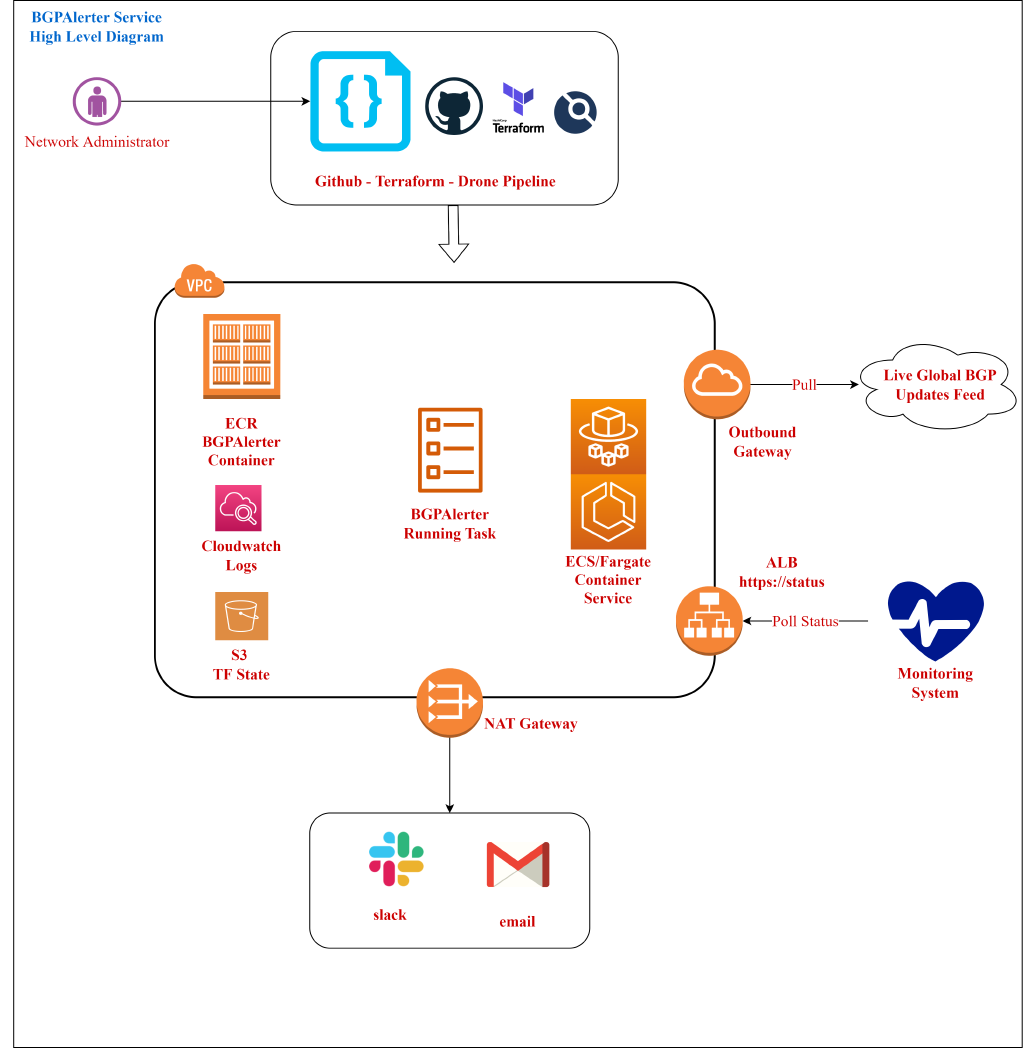 BGPAlerter Service
High Level Diagram
Network Administrator
HashiCorp
Terraform
Github - Terraform - Drone Pipeline
VPC
ECR
BGPAlerter
Container
Cloudwatch
Logs
S3
TF State
BGPAlerter
Running Task
ECS/Fargate
Container
Service
Outbound
Gateway
Pull
Live Global BGP
Updates Feed
ALB
https://status
Poll Status
Monitoring
System
NAT Gateway
slack
email